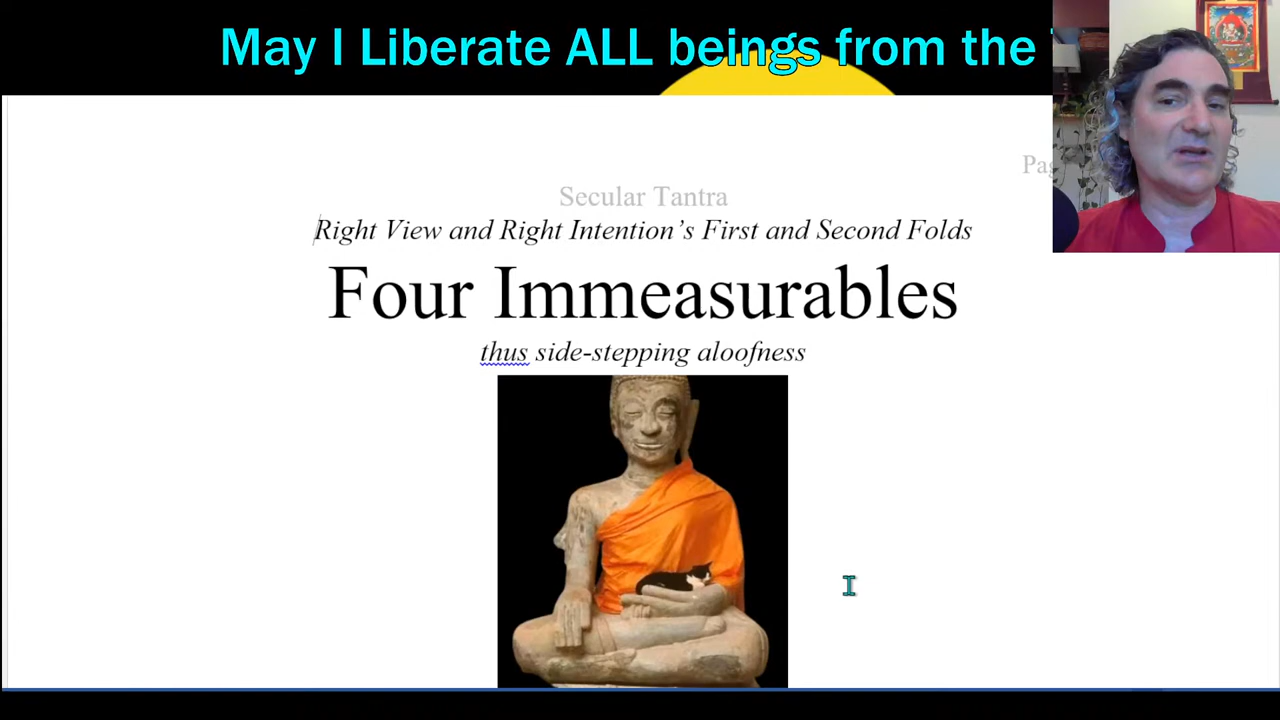 May I Liberate ALL beings from the
Secular Tantra
Right View and Right Intention's First and Second Folds
Four Immeasurables
thus side-stepping aloofness